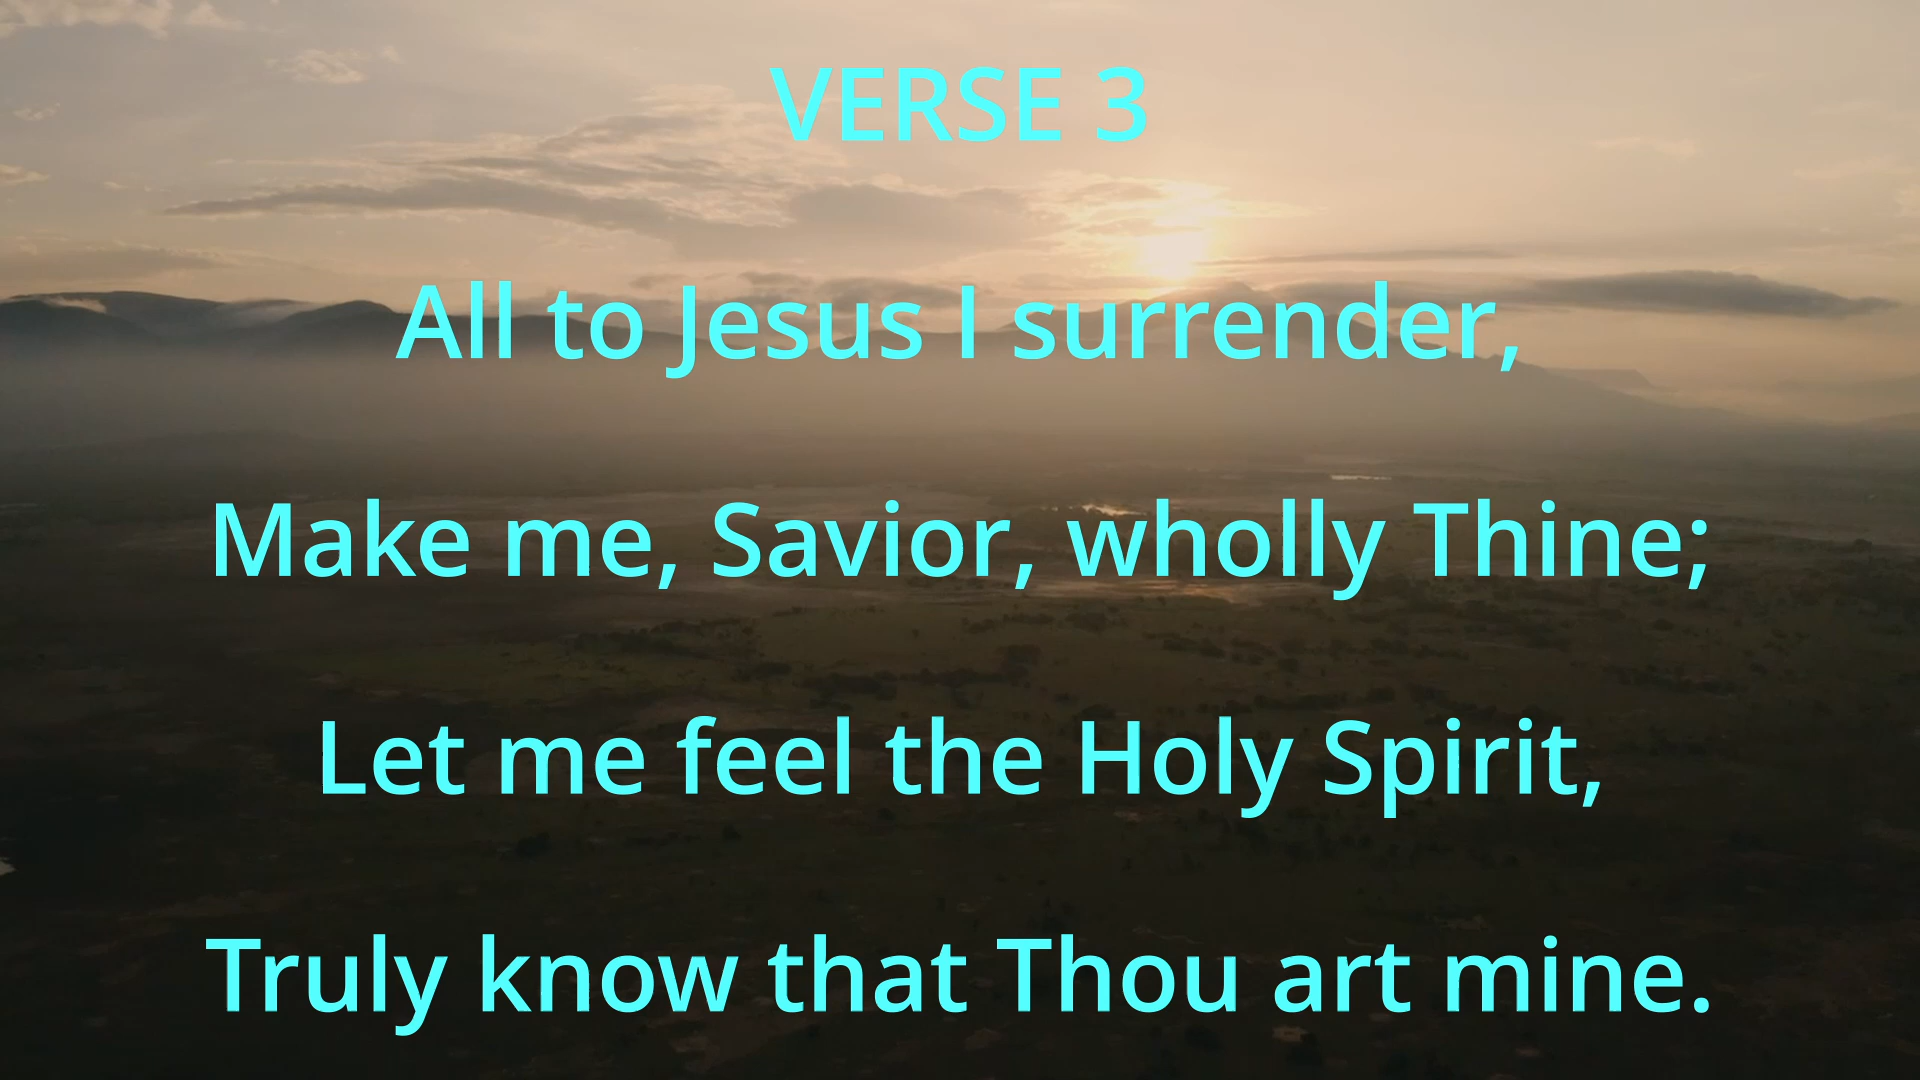 VERSE 3
All to Jesus I surrender,
Make me, Savior, wholly Thine;
Let me feel the Holy Spirit,
Truly know that Thou art mine.